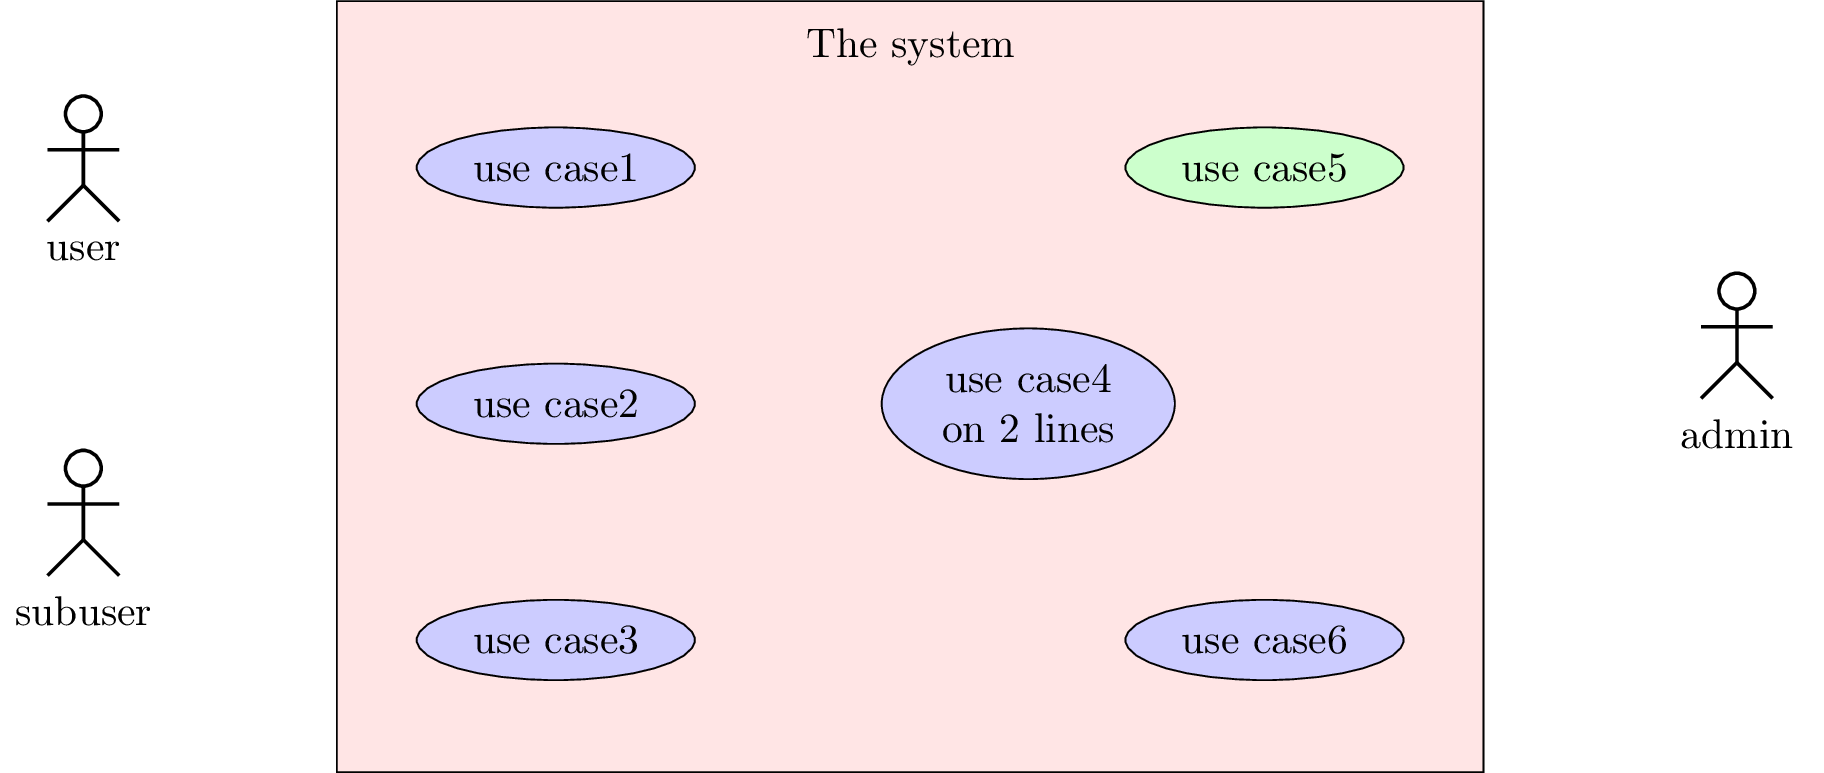 The system
user
use case1
use case5
admin
use case2
use case4
on 2 lines
subuser
use case3
use case6